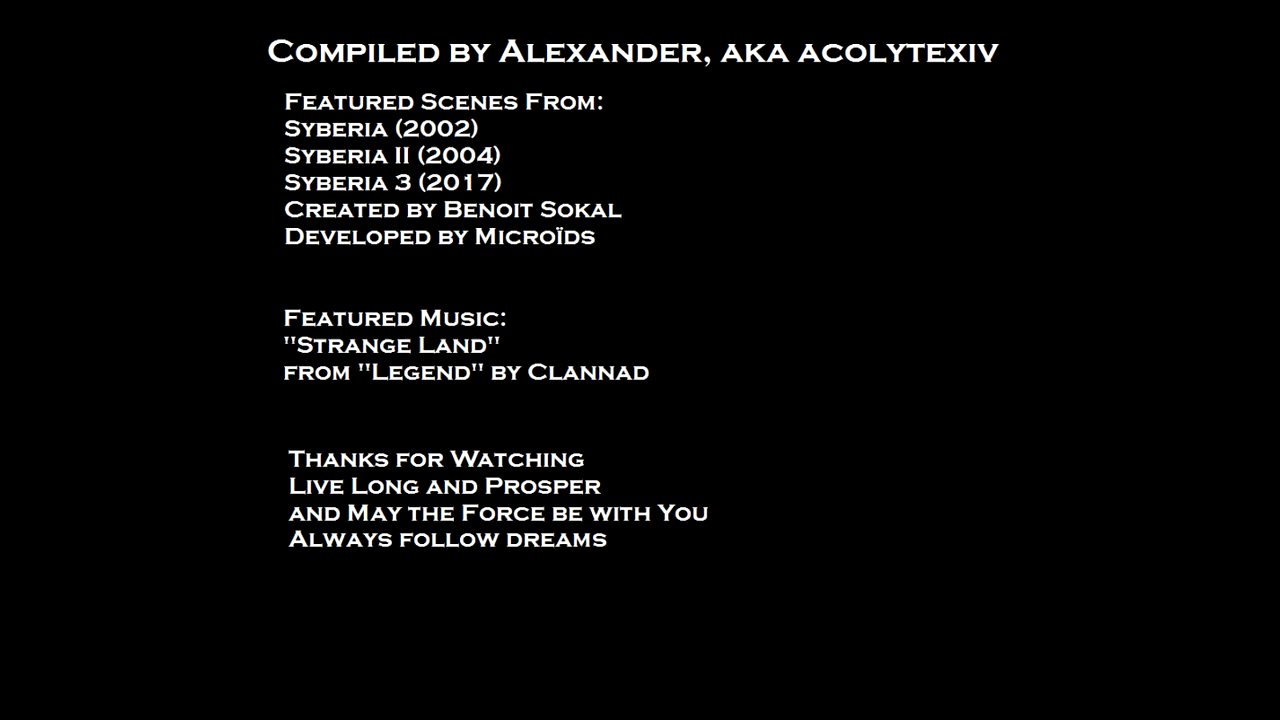 Compiled by Alexander, aka acolytexiv
Featured Scenes From:
Syberia (2002)
Syberia II (2004)
Syberia 3 (2017)
Created by Benoit Sokal
Developed by Microïds
Featured Music:
"Strange Land"
from "Legend" by Clannad
Thanks for Watching
Live Long and Prosper
and May the Force be with You
Always follow dreams